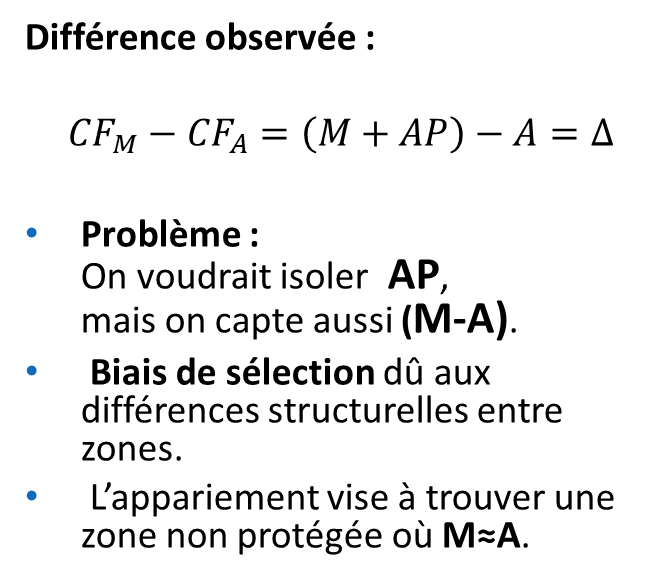 Différence observée :
CF_M − CF_A = (M + AP) − A = Δ
• Problème :
On voudrait isoler AP,
mais on capte aussi (M-A).
• Biais de sélection dû aux
différences structurelles entre
zones.
• L’appariement vise à trouver une
zone non protégée où M≈A.